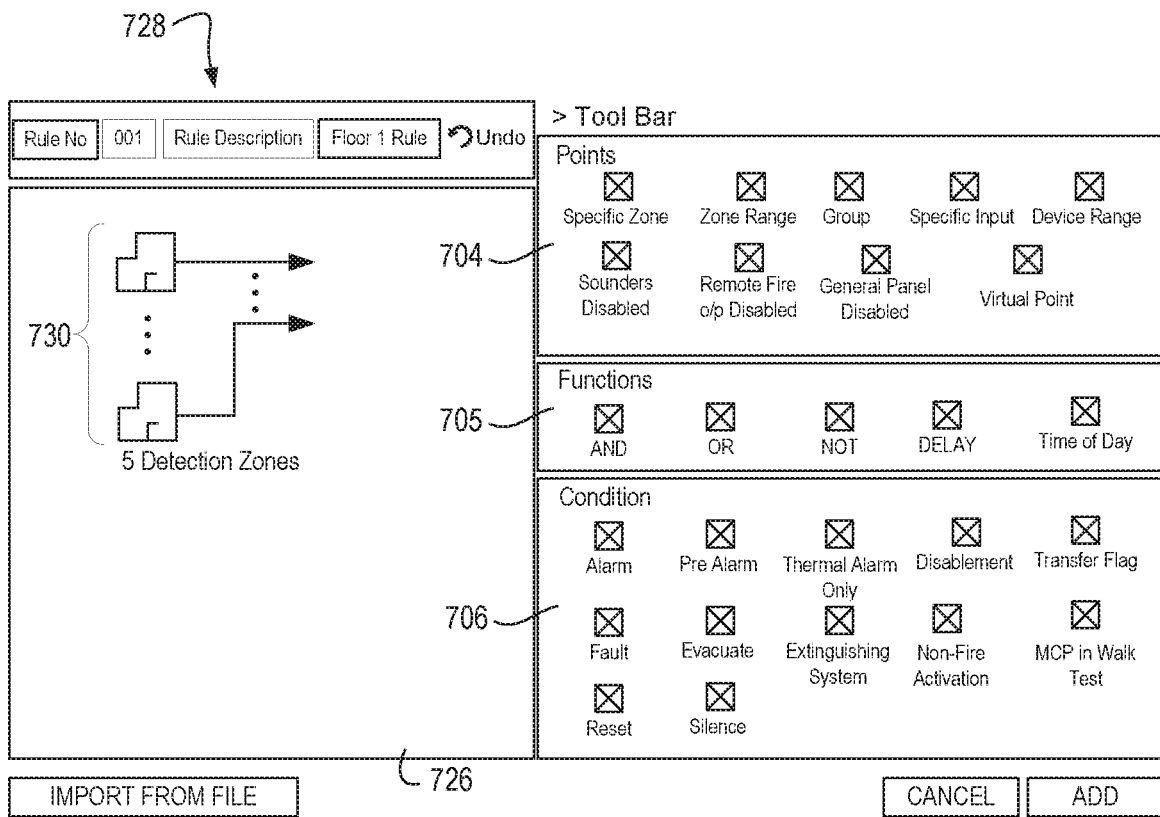 728
Rule No 001 Rule Description Floor 1 Rule Undo
> Tool Bar
Points
Specific Zone Zone Range Group Specific Input Device Range
704
Sounders Disabled Remote Fire o/p Disabled General Panel Disabled Virtual Point
730
5 Detection Zones
Functions
705
AND OR NOT DELAY Time of Day
Condition
Alarm Pre Alarm Thermal Alarm Only Disablement Transfer Flag
706
Fault Evacuate Extinguishing System Non-Fire Activation MCP in Walk Test
Reset Silence
726
IMPORT FROM FILE CANCEL ADD